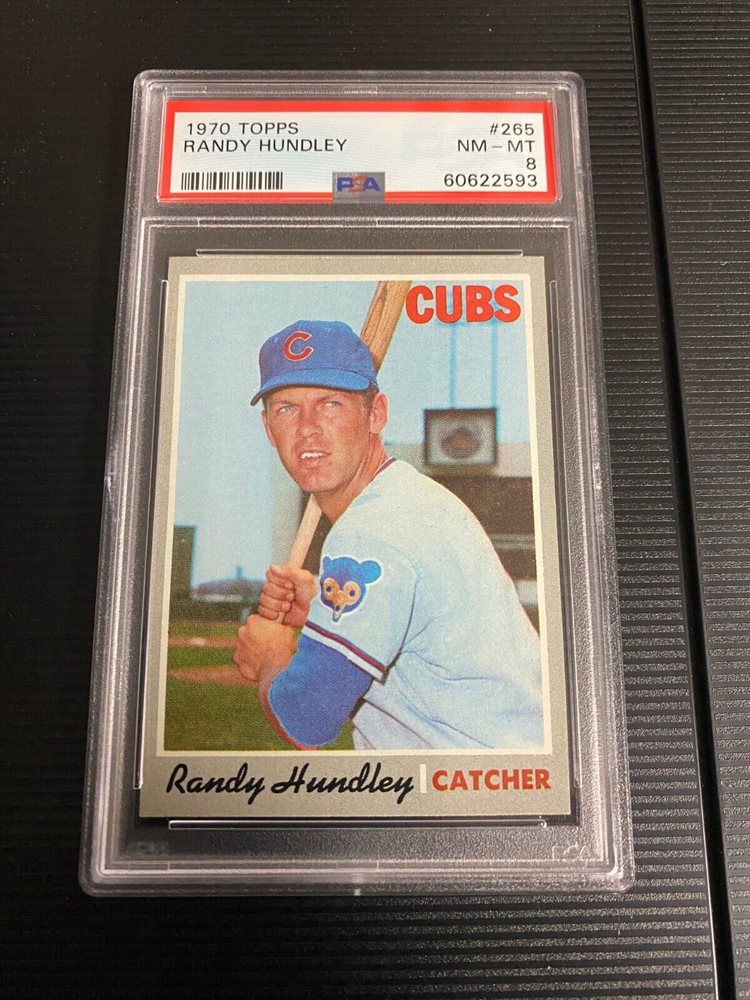 1970 TOPPS #265
RANDY HUNDLEY NM - MT
8
PSA 60622593
CUBS
C
Randy Hundley | CATCHER